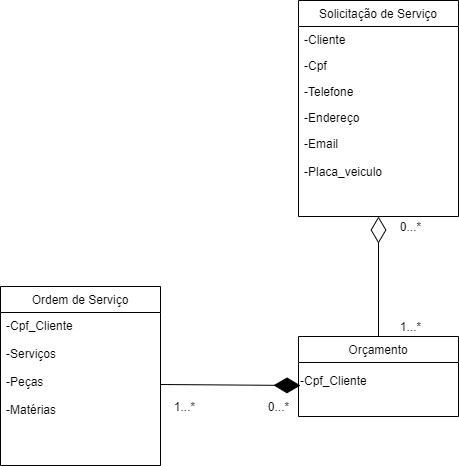 Solicitação de Serviço
-Cliente
-Cpf
-Telefone
-Endereço
-Email
-Placa_veiculo
0...*
1...*
Orçamento
-Cpf_Cliente
Ordem de Serviço
-Cpf_Cliente
-Serviços
-Peças
-Matérias
1...*
0...*